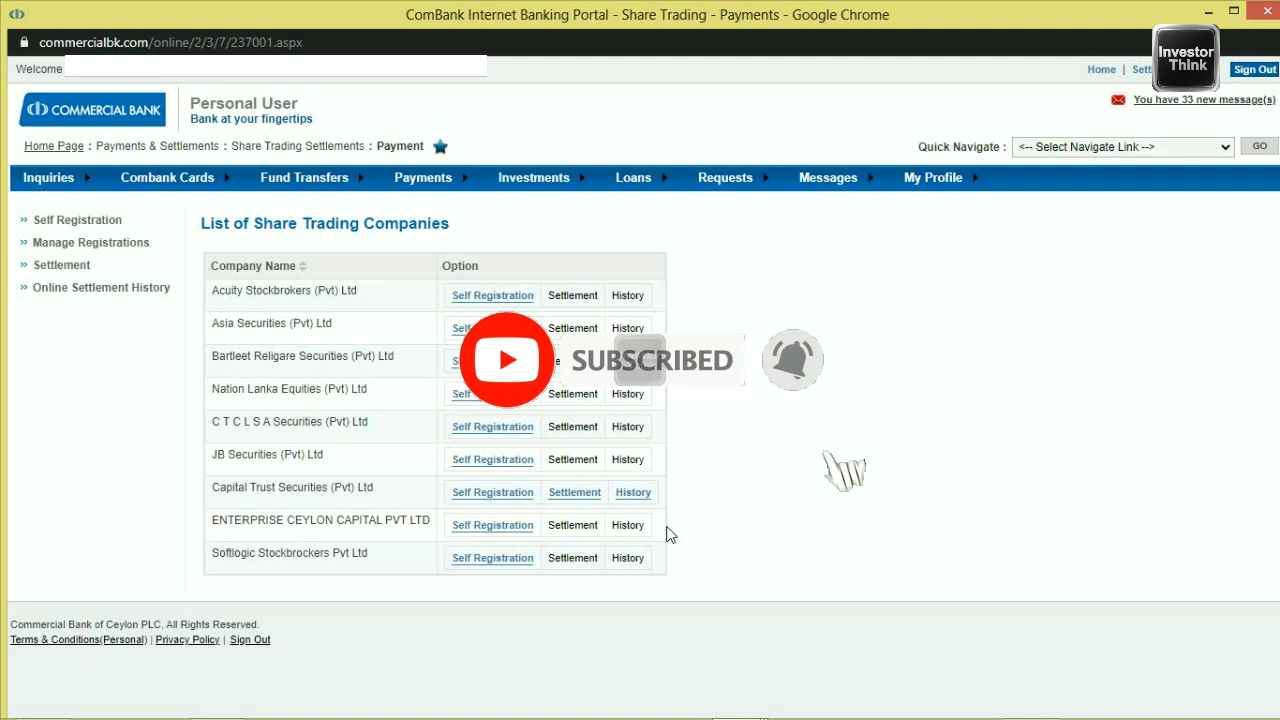 ComBank Internet Banking Portal - Share Trading - Payments - Google Chrome
commercialbk.com/online/2/3/7/237001.aspx
Welcome
Home | Sett
Investor Think
Sign Out
COMMERCIAL BANK
Personal User
Bank at your fingertips
You have 33 new message(s)
Home Page : Payments & Settlements : Share Trading Settlements : Payment
Quick Navigate : <-- Select Navigate Link --> GO
Inquiries Combank Cards Fund Transfers Payments Investments Loans Requests Messages My Profile
Self Registration
Manage Registrations
Settlement
Online Settlement History
List of Share Trading Companies
Company Name Option
Acuity Stockbrokers (Pvt) Ltd Self Registration Settlement History
Asia Securities (Pvt) Ltd Settlement History
Bartleet Religare Securities (Pvt) Ltd
Nation Lanka Equities (Pvt) Ltd Settlement History
C T C L S A Securities (Pvt) Ltd Self Registration Settlement History
JB Securities (Pvt) Ltd Self Registration Settlement History
Capital Trust Securities (Pvt) Ltd Self Registration Settlement History
ENTERPRISE CEYLON CAPITAL PVT LTD Self Registration Settlement History
Softlogic Stockbrockers Pvt Ltd Self Registration Settlement History
SUBSCRIBED
Commercial Bank of Ceylon PLC, All Rights Reserved.
Terms & Conditions(Personal) | Privacy Policy | Sign Out